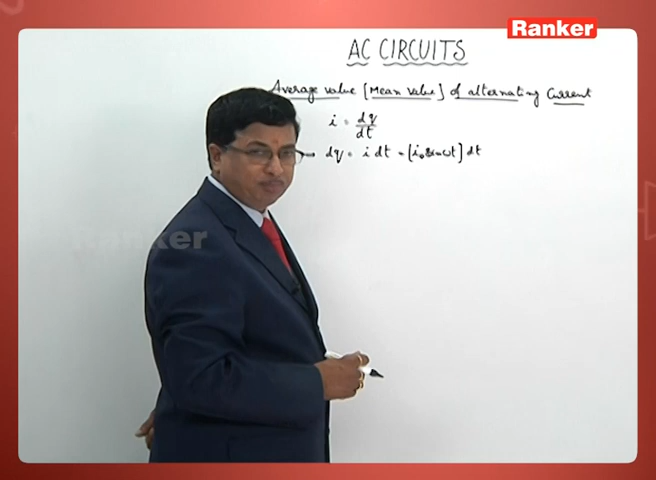 Ranker
AC CIRCUITS
Average value [Mean value] of alternating Current
i = dq/dt
dq = i dt = [i₀ sin ωt] dt
Ranker